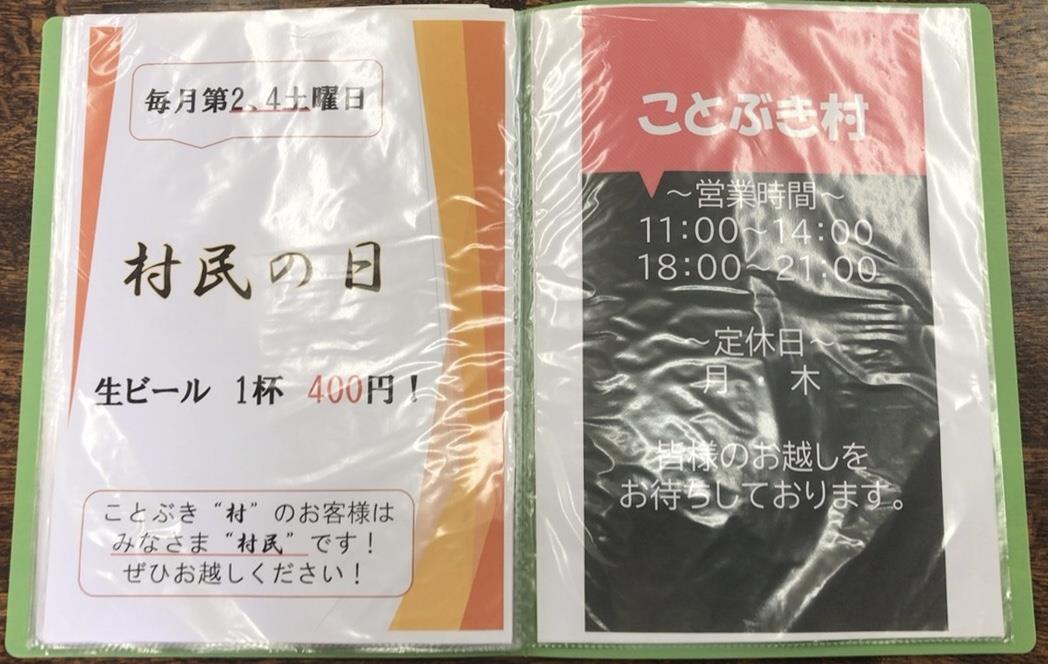 毎月第2、4土曜日
村民の日
生ビール 1杯 400円！
ことぶき“村”のお客様は
みなさま“村民”です！
ぜひお越しください！
ことぶき村
～営業時間～
11：00～14：00
18：00～21：00
～定休日～
月 木
皆様のお越しを
お待ちしております。